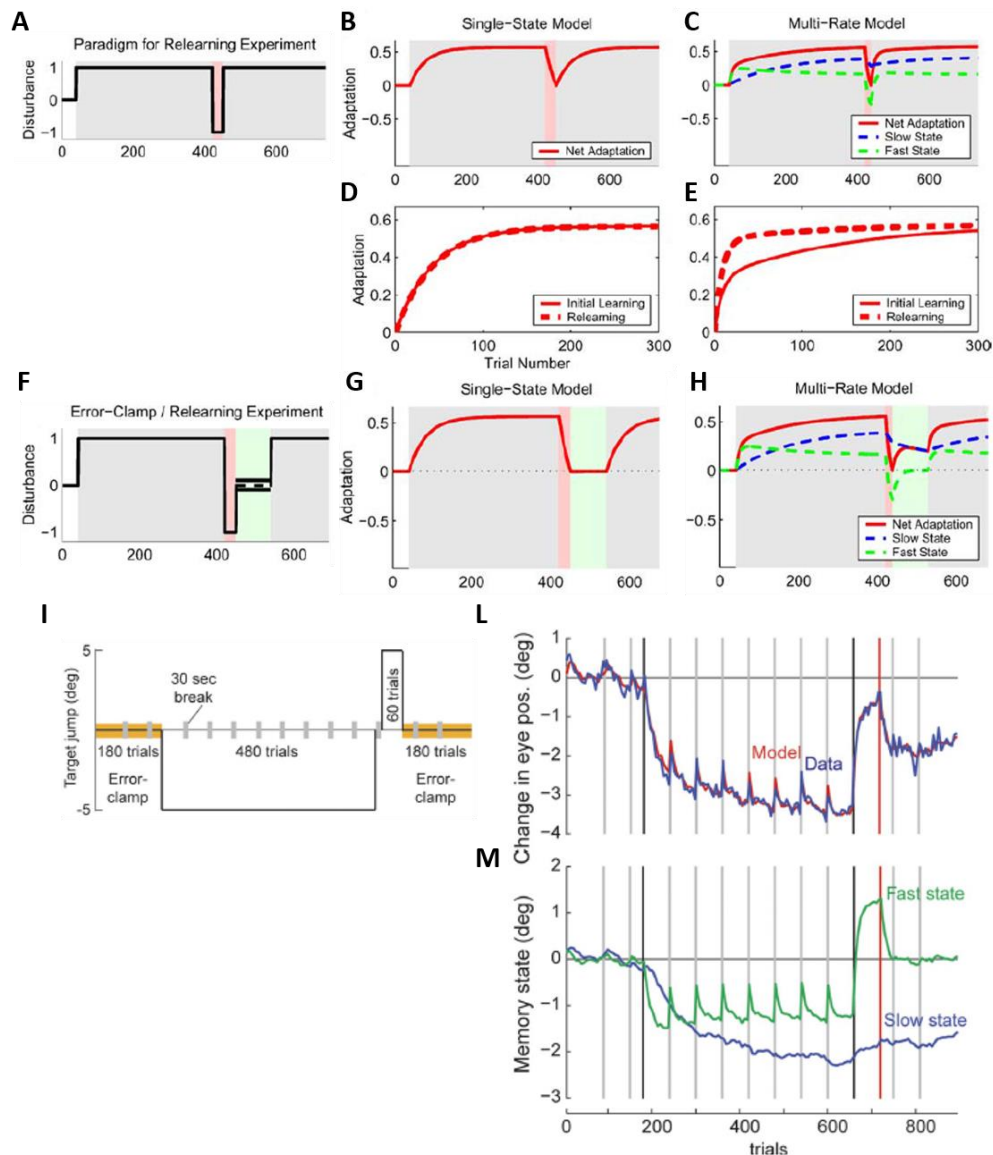 A
Paradigm for Relearning Experiment
Disturbance
1
0
−1
0 200 400 600
B
Single−State Model
Adaptation
0.5
0
−0.5
Net Adaptation
0 200 400 600
C
Multi−Rate Model
0.5
0
−0.5
Net Adaptation
Slow State
Fast State
0 200 400 600
D
Adaptation
0.6
0.4
0.2
0
Initial Learning
Relearning
0 100 200 300
Trial Number
E
0.6
0.4
0.2
0
Initial Learning
Relearning
0 100 200 300
F
Error−Clamp / Relearning Experiment
Disturbance
1
0
−1
0 200 400 600
G
Single−State Model
Adaptation
0.5
0
−0.5
0 200 400 600
H
Multi−Rate Model
0.5
0
−0.5
Net Adaptation
Slow State
Fast State
0 200 400 600
I
Target jump (deg)
5
0
-5
30 sec
break
60 trials
180 trials
480 trials
180 trials
Error-
clamp
Error-
clamp
L
Change in eye pos. (deg)
1
0
−1
−2
−3
−4
Model
Data
M
Memory state (deg)
2
1
0
−1
−2
−3
Fast state
Slow state
0 200 400 600 800
trials